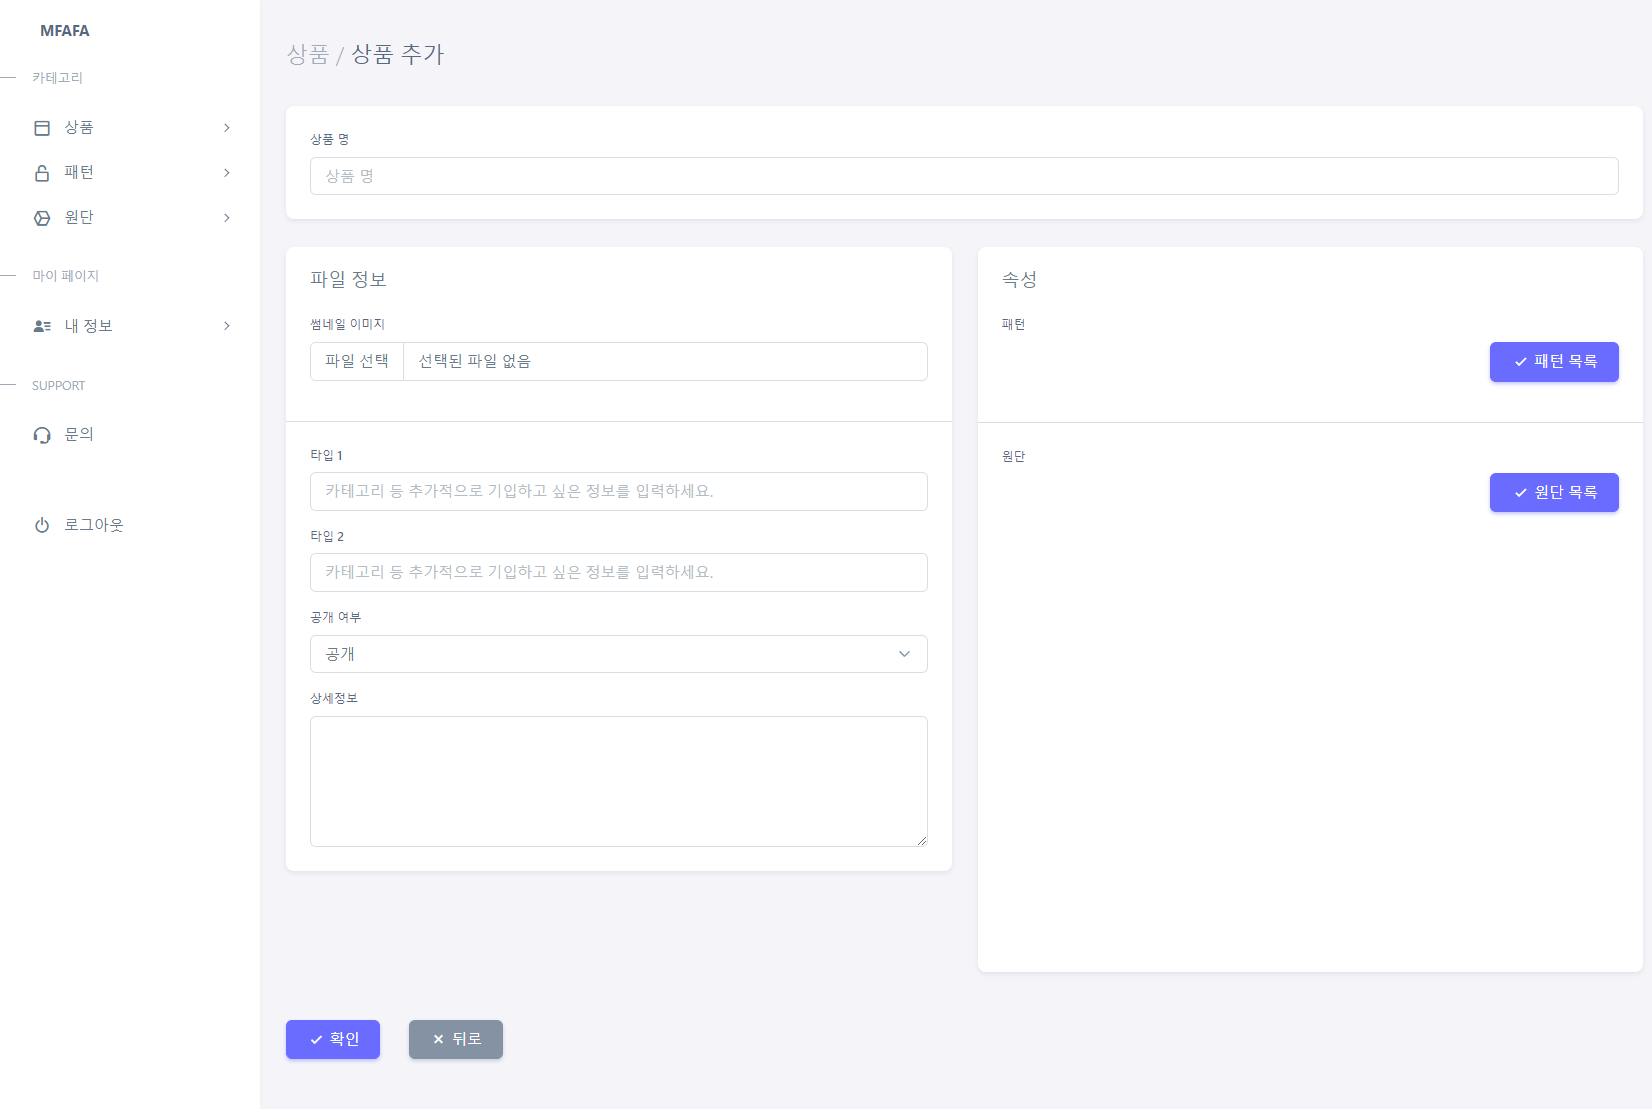 MFAFA
카테고리
상품
패턴
원단
마이 페이지
내 정보
SUPPORT
문의
로그아웃
상품 / 상품 추가
상품 명
상품 명
파일 정보
썸네일 이미지
파일 선택 선택된 파일 없음
타입 1
카테고리 등 추가적으로 기입하고 싶은 정보를 입력하세요.
타입 2
카테고리 등 추가적으로 기입하고 싶은 정보를 입력하세요.
공개 여부
공개
상세정보
속성
패턴
패턴 목록
원단
원단 목록
확인
뒤로